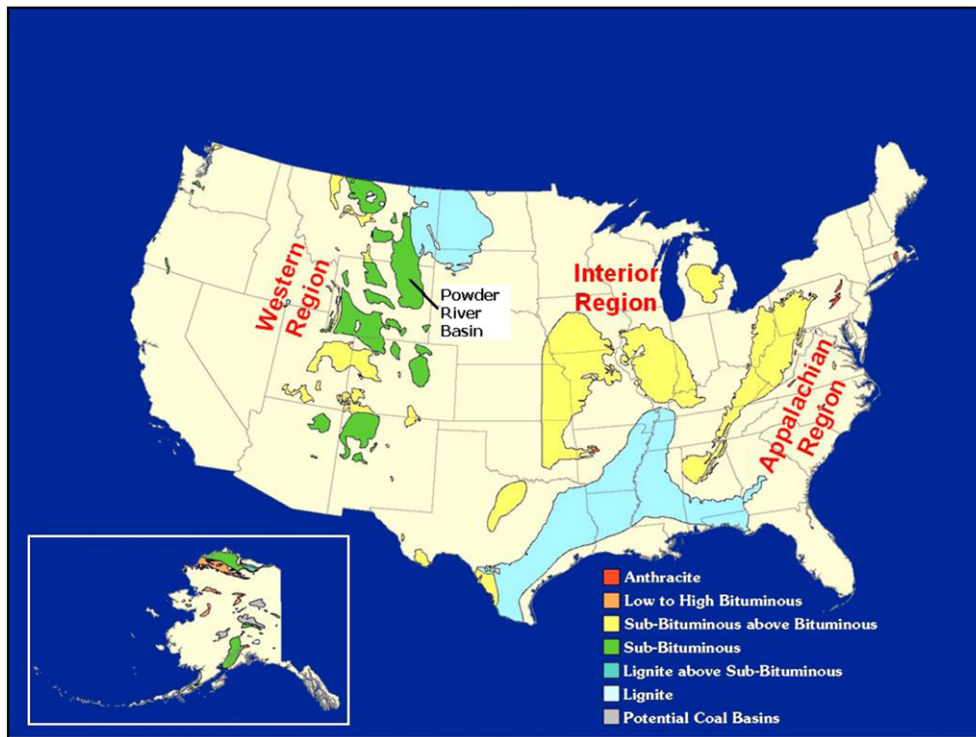 Western
Region
Powder
River
Basin
Interior
Region
Appalachian
Region
Anthracite
Low to High Bituminous
Sub-Bituminous above Bituminous
Sub-Bituminous
Lignite above Sub-Bituminous
Lignite
Potential Coal Basins